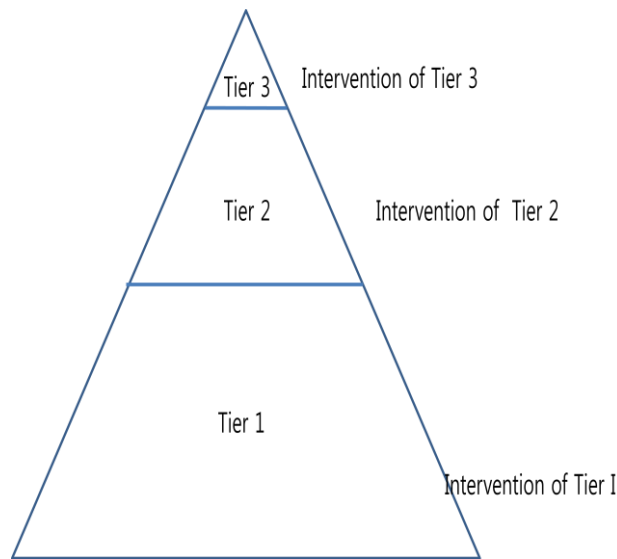 Tier 3
Intervention of Tier 3
Tier 2
Intervention of Tier 2
Tier 1
Intervention of Tier I